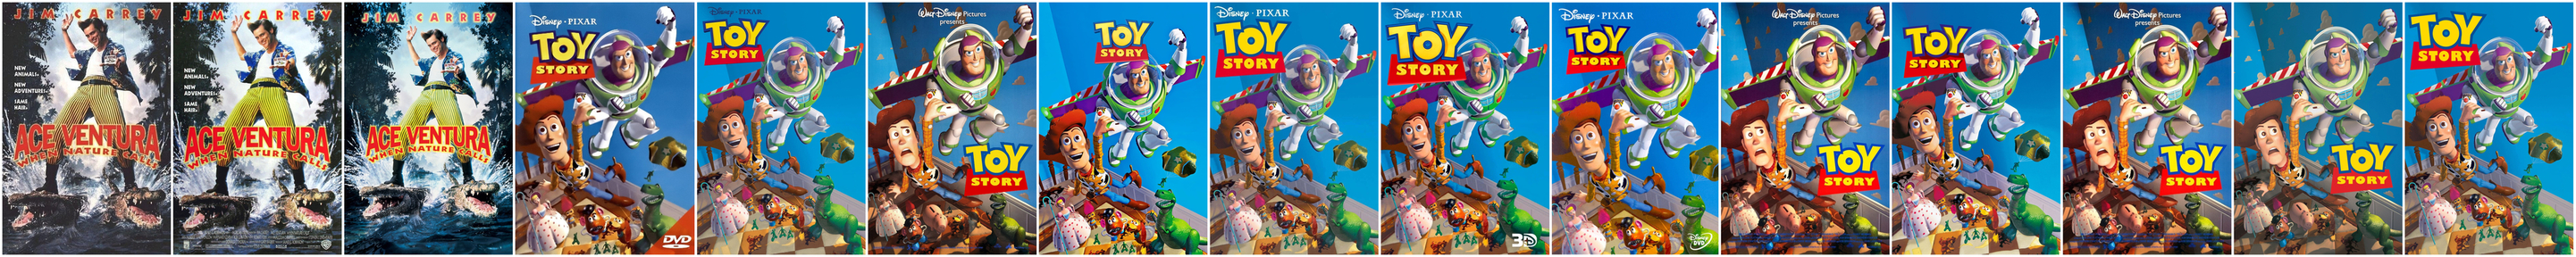 JIM CARREY
NEW
ANIMALS.
NEW
ADVENTURES.
SAME
HAIR.
ACE VENTURA
WHEN NATURE CALLS
JIM CARREY
NEW
ANIMALS.
NEW
ADVENTURES.
SAME
HAIR.
ACE VENTURA
WHEN NATURE CALLS
JIM CARREY
ACE VENTURA
WHEN NATURE CALLS
Disney · PIXAR
TOY
STORY
DVD
Disney · PIXAR
TOY
STORY
Walt Disney Pictures
presents
TOY
STORY
TOY
STORY
Disney · PIXAR
TOY
STORY
Disney · PIXAR
TOY
STORY
3D
Disney · PIXAR
TOY
STORY
Disney
DVD
Walt Disney Pictures
presents
TOY
STORY
TOY
STORY
Walt Disney Pictures
presents
TOY
STORY
TOY
STORY
TOY
STORY